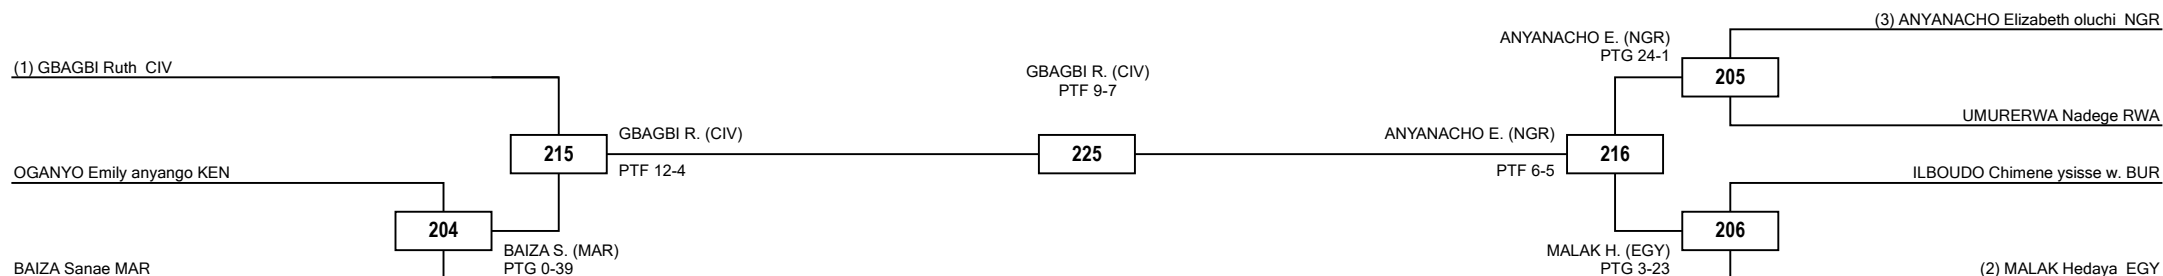 (3) ANYANACHO Elizabeth oluchi NGR
ANYANACHO E. (NGR)
PTG 24-1
(1) GBAGBI Ruth CIV
GBAGBI R. (CIV)
PTF 9-7
205
UMURERWA Nadege RWA
GBAGBI R. (CIV)
ANYANACHO E. (NGR)
215
225
216
PTF 12-4
PTF 6-5
OGANYO Emily anyango KEN
ILBOUDO Chimene ysisse w. BUR
204
206
BAIZA S. (MAR)
PTG 0-39
MALAK H. (EGY)
PTG 3-23
BAIZA Sanae MAR
(2) MALAK Hedaya EGY